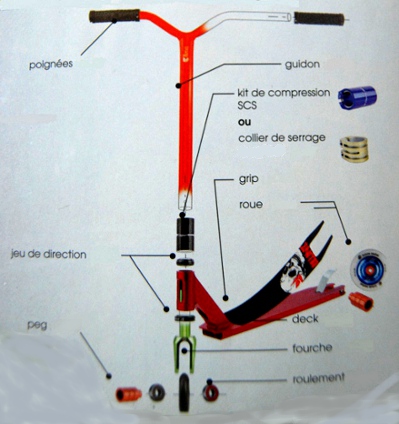 poignées
guidon
kit de compression
SCS
ou
collier de serrage
grip
roue
jeu de direction
deck
peg
fourche
roulement